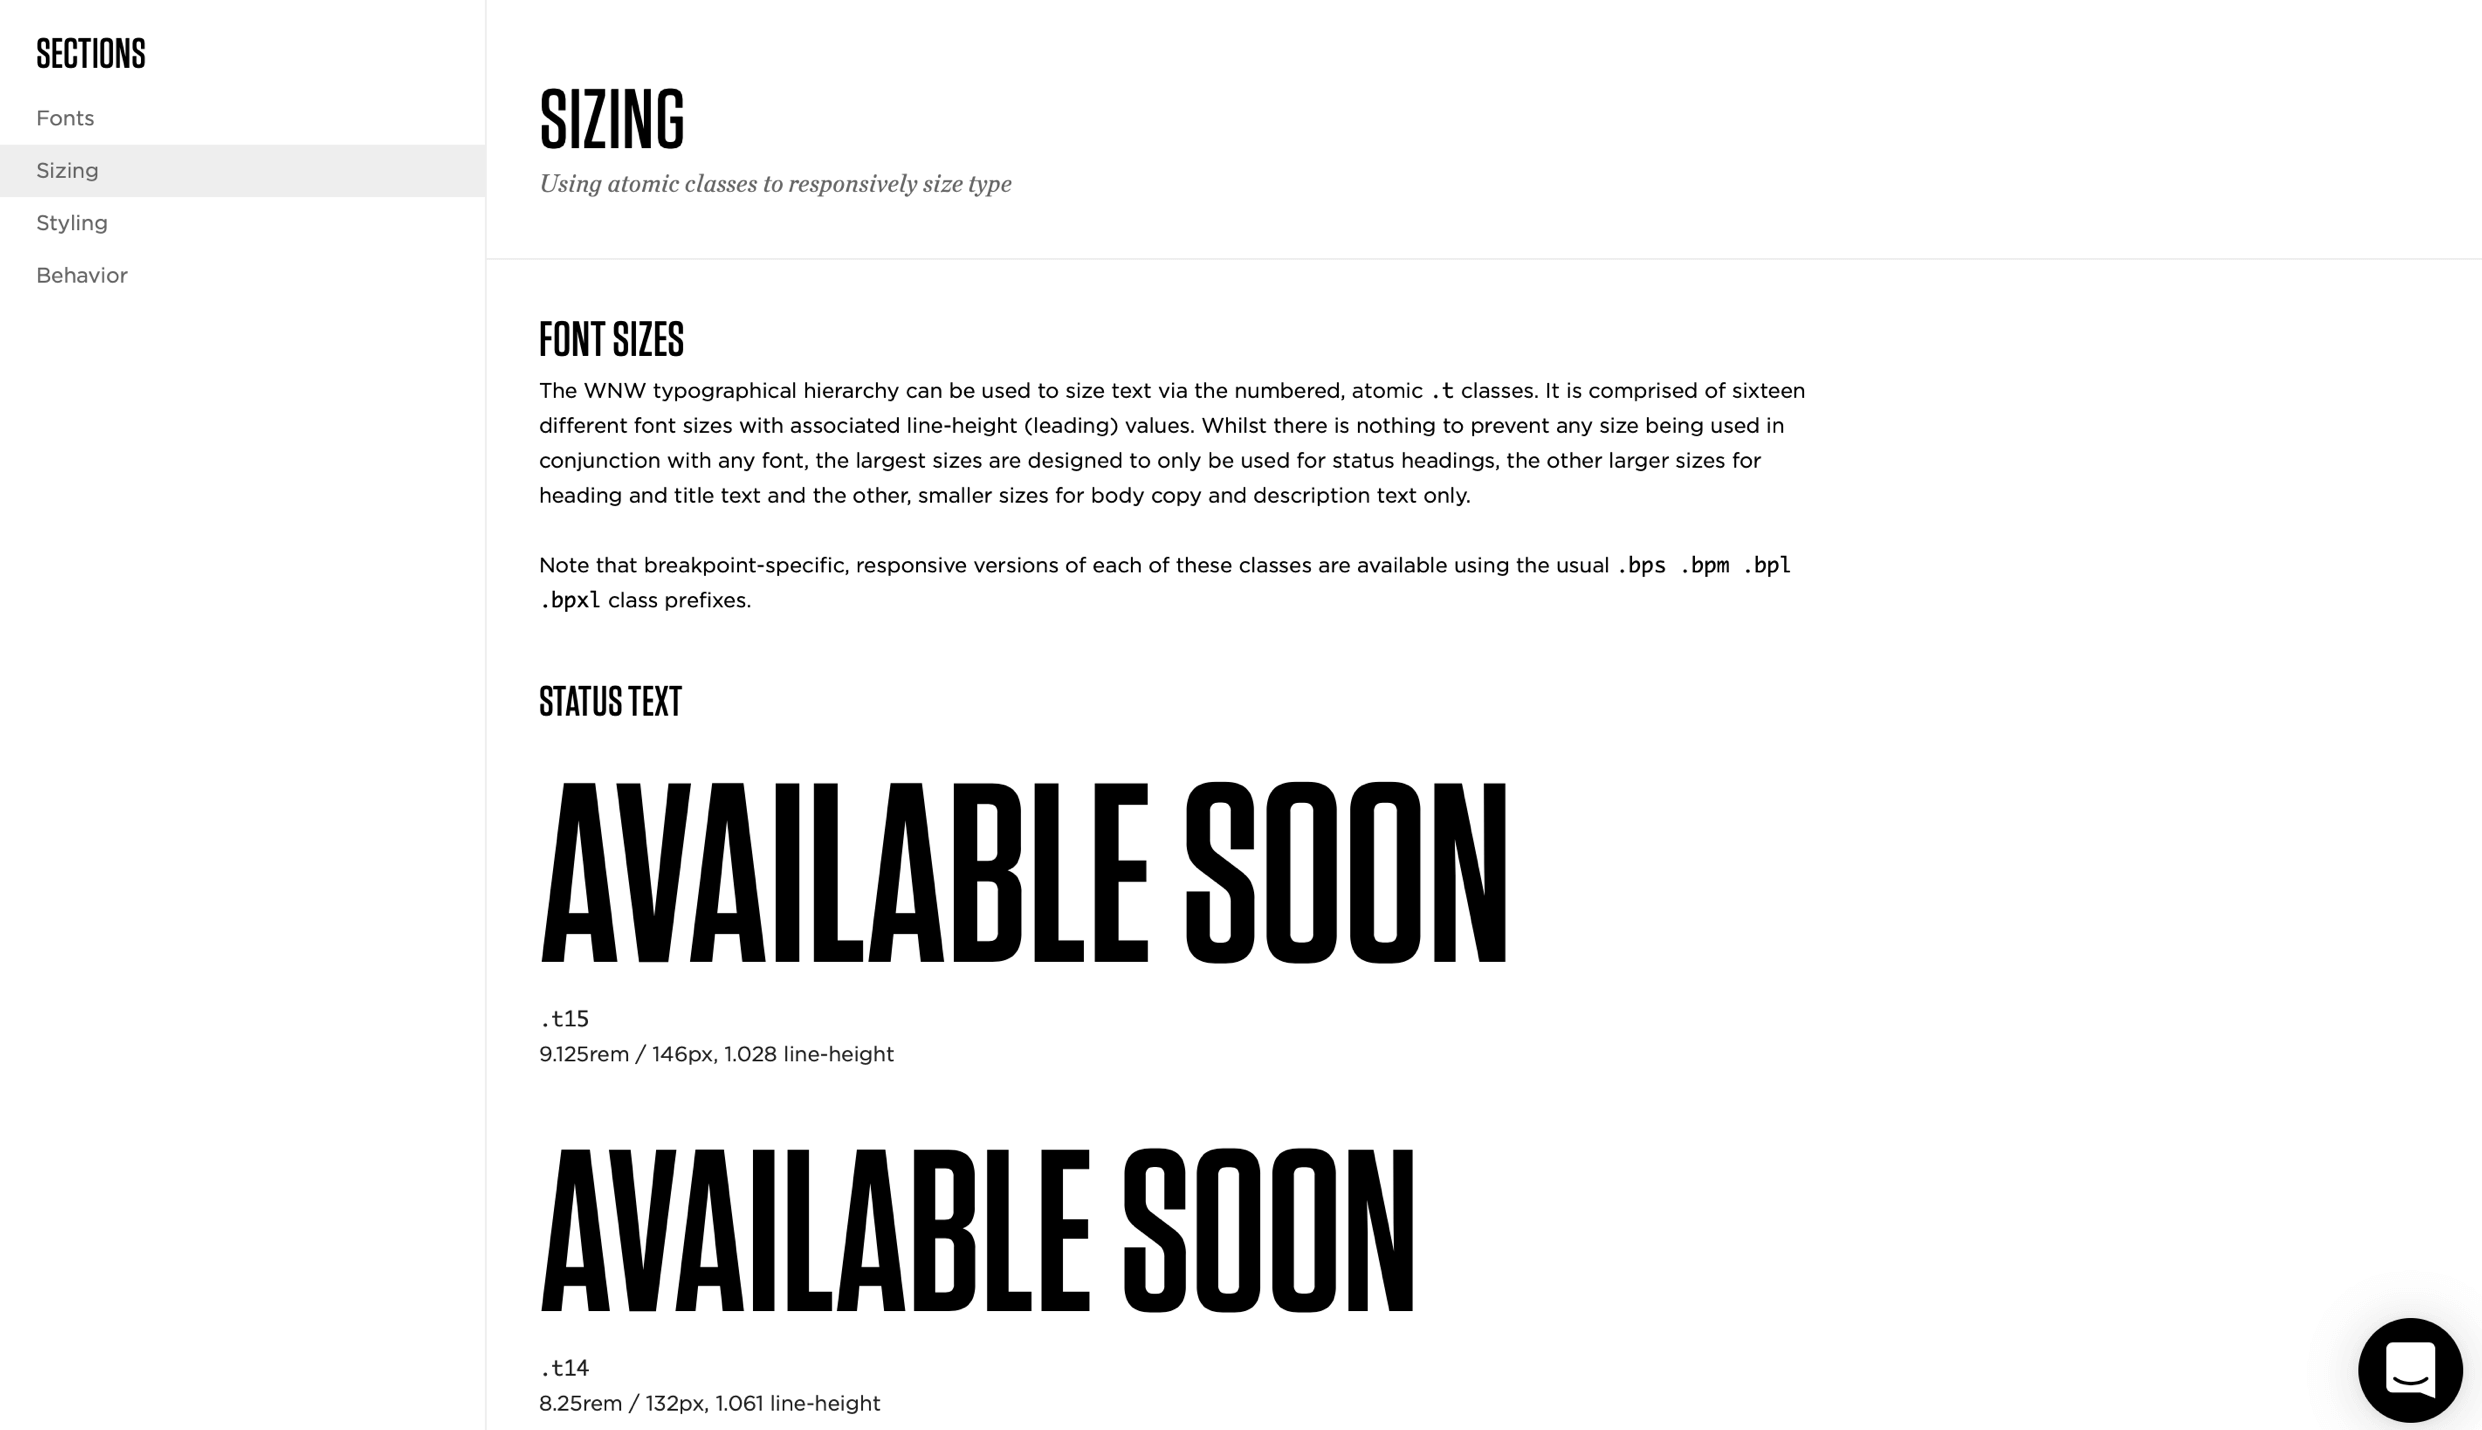 SECTIONS
Fonts
Sizing
Styling
Behavior
SIZING
Using atomic classes to responsively size type
FONT SIZES
The WNW typographical hierarchy can be used to size text via the numbered, atomic .t classes. It is comprised of sixteen
different font sizes with associated line-height (leading) values. Whilst there is nothing to prevent any size being used in
conjunction with any font, the largest sizes are designed to only be used for status headings, the other larger sizes for
heading and title text and the other, smaller sizes for body copy and description text only.
Note that breakpoint-specific, responsive versions of each of these classes are available using the usual .bps .bpm .bpl
.bpxl class prefixes.
STATUS TEXT
AVAILABLE SOON
.t15
9.125rem / 146px, 1.028 line-height
AVAILABLE SOON
.t14
8.25rem / 132px, 1.061 line-height